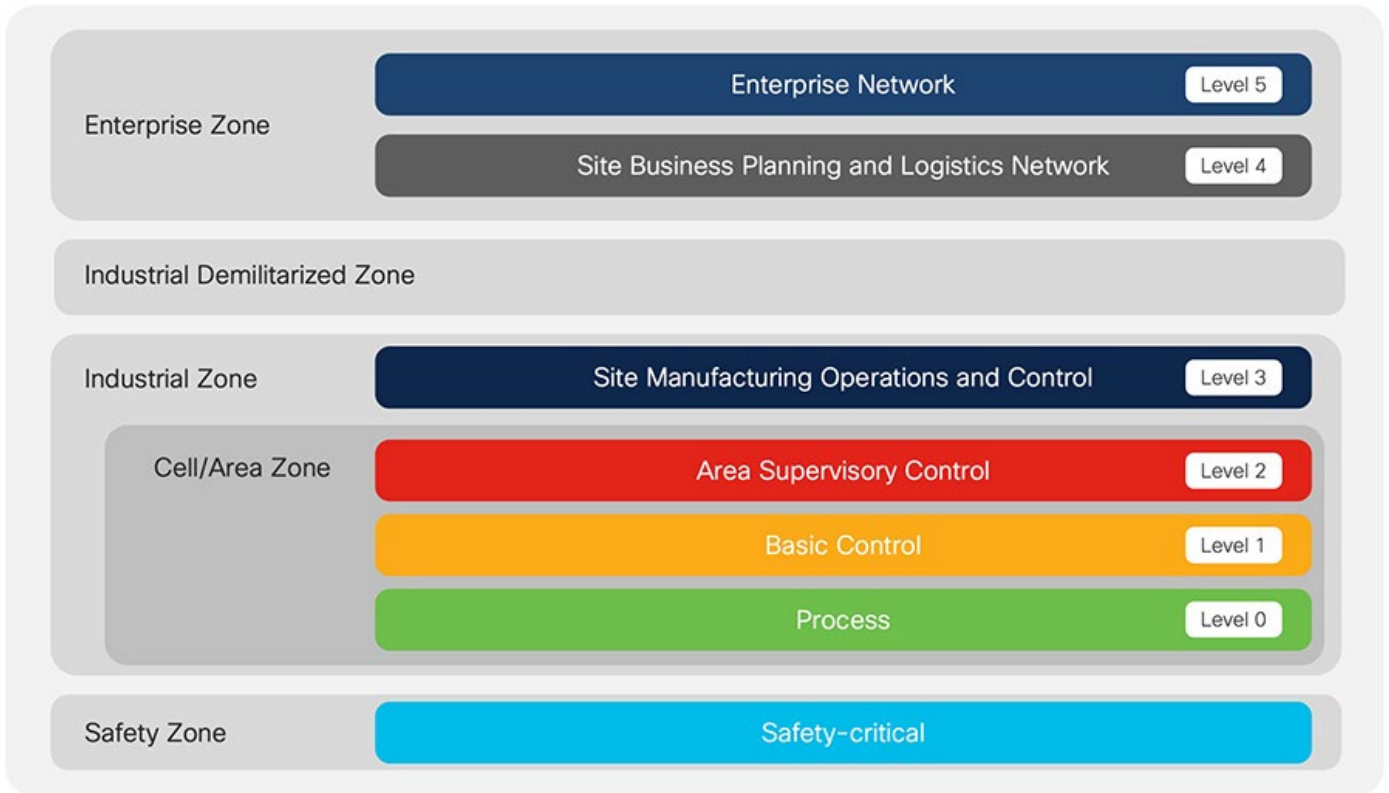 Enterprise Zone
Enterprise Network Level 5
Site Business Planning and Logistics Network Level 4
Industrial Demilitarized Zone
Industrial Zone
Site Manufacturing Operations and Control Level 3
Cell/Area Zone
Area Supervisory Control Level 2
Basic Control Level 1
Process Level 0
Safety Zone
Safety-critical